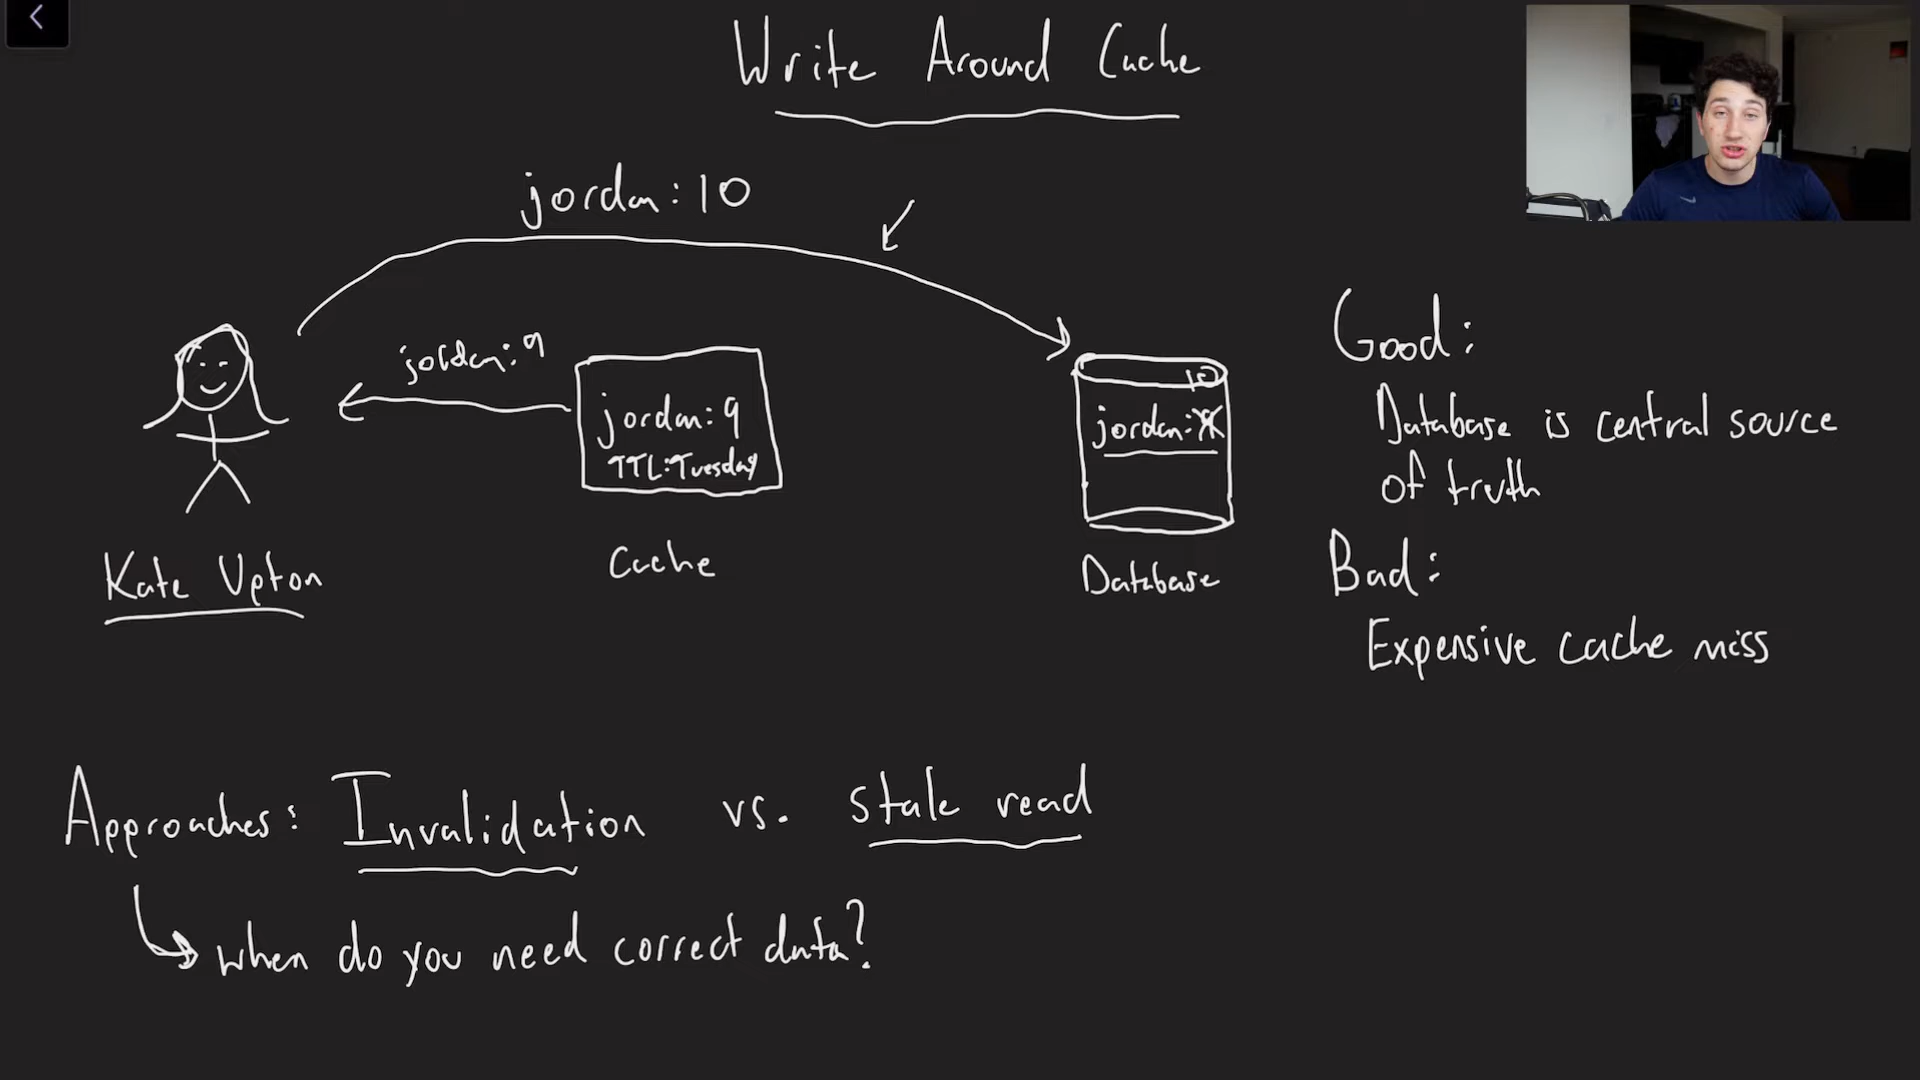 Write Around Cache
jordan: 10
jordan: 9
jordan: 9
TTL: Tuesday
10
jordan: 9
Kate Upton
Cache
Database
Good:
Database is central source
of truth
Bad:
Expensive cache miss
Approaches: Invalidation vs. stale read
when do you need correct data?